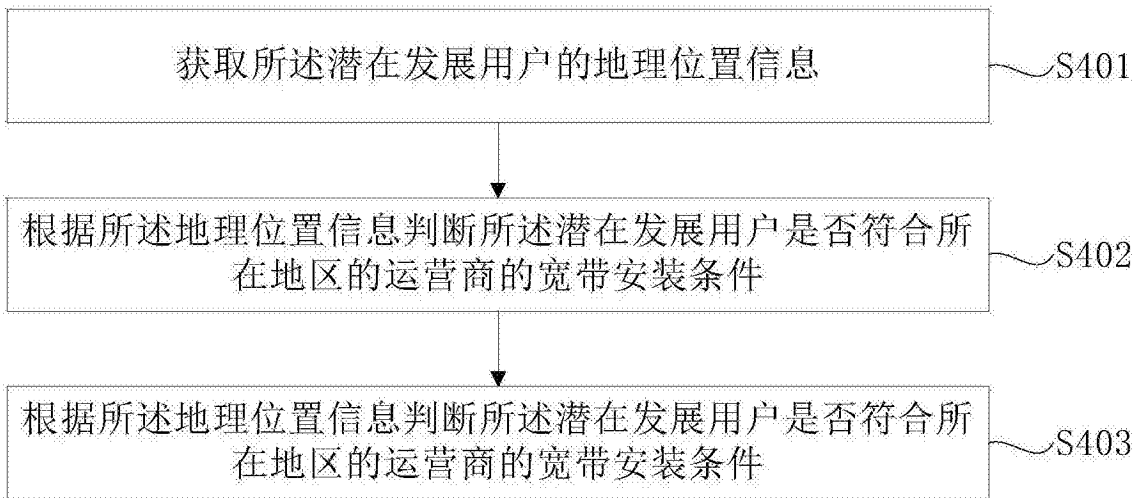 获取所述潜在发展用户的地理位置信息
S401
根据所述地理位置信息判断所述潜在发展用户是否符合所
在地区的运营商的宽带安装条件
S402
根据所述地理位置信息判断所述潜在发展用户是否符合所
在地区的运营商的宽带安装条件
S403